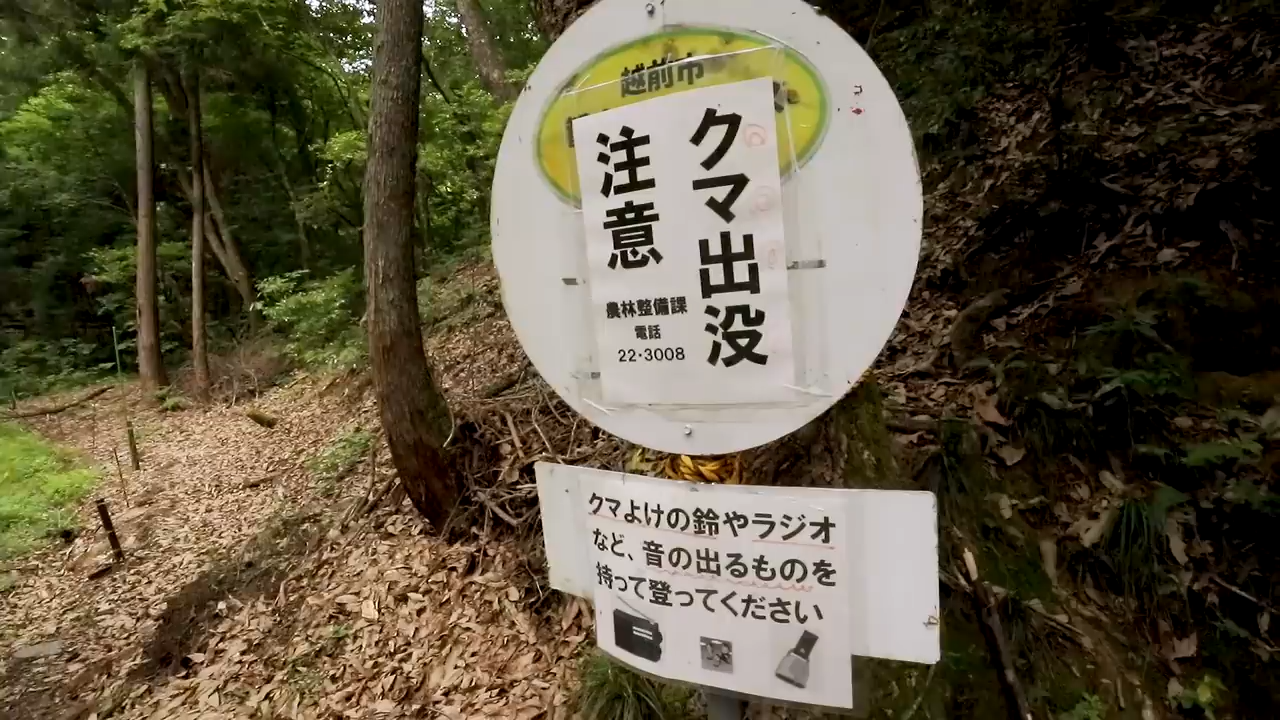 越前市
クマ出没
注意
農林整備課
電話
22・3008
クマよけの鈴やラジオ
など、音の出るものを
持って登ってください